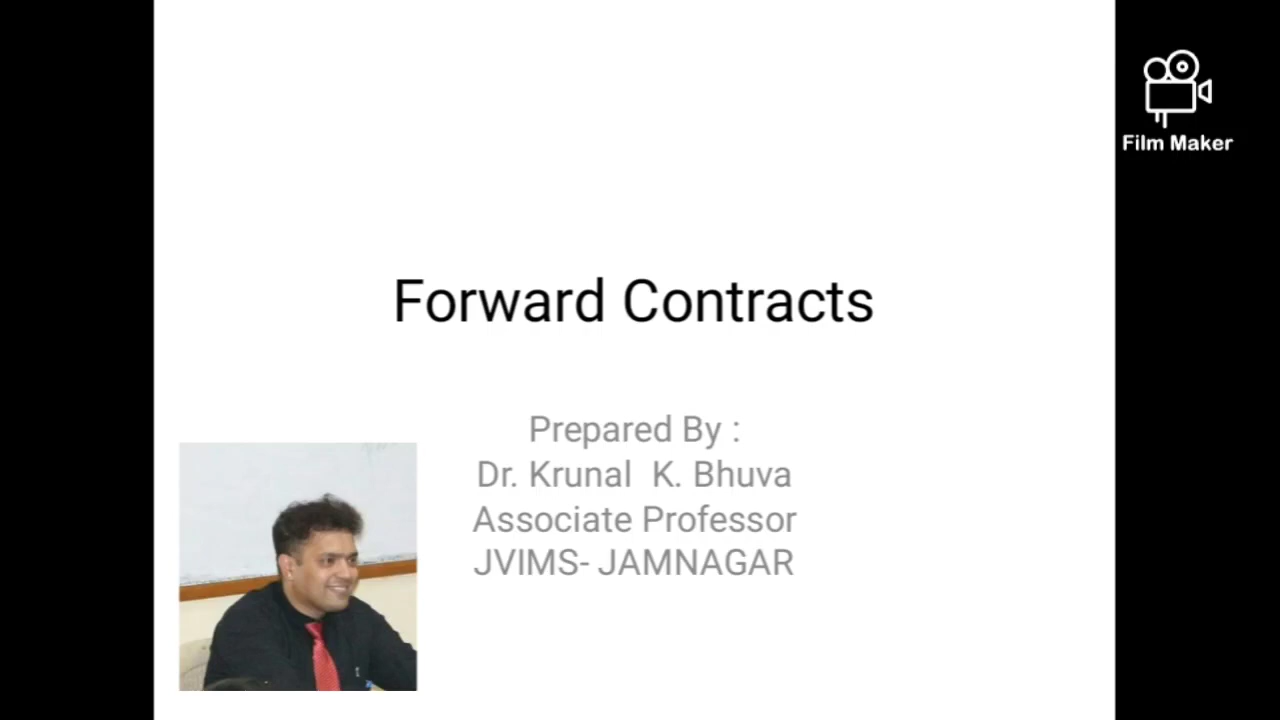 Film Maker
Forward Contracts
Prepared By :
Dr. Krunal  K. Bhuva
Associate Professor
JVIMS- JAMNAGAR